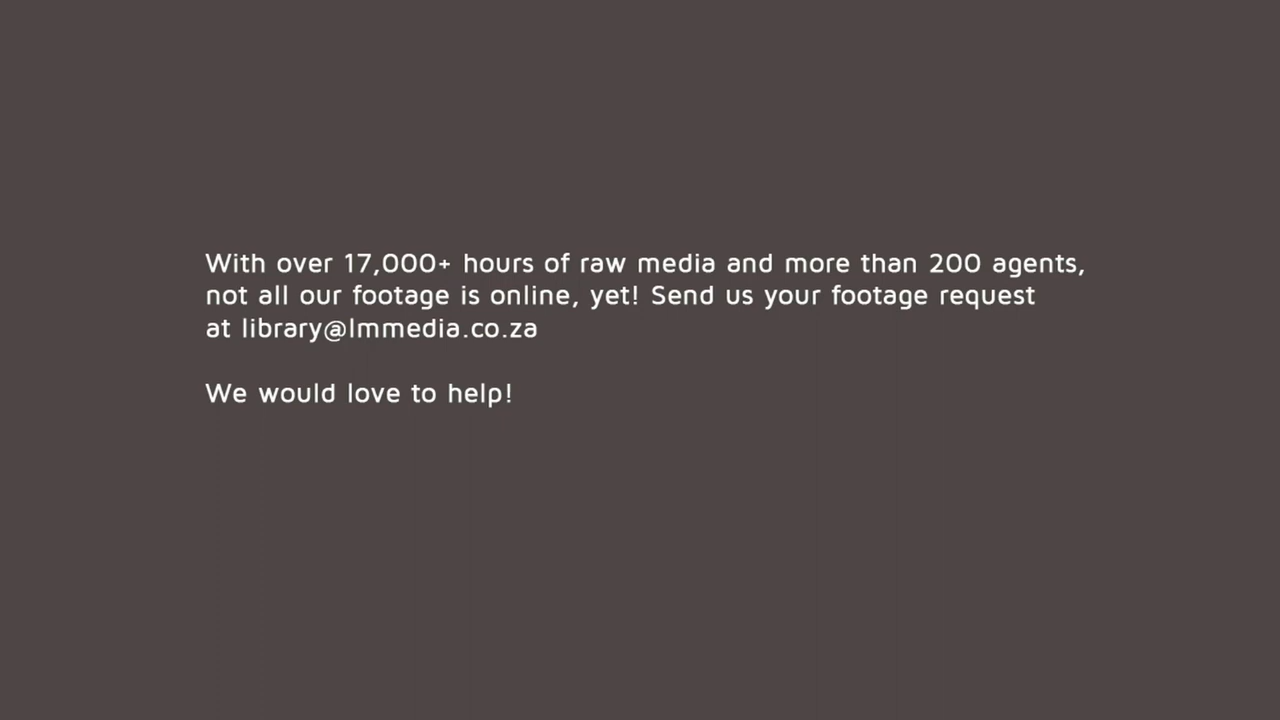 With over 17,000+ hours of raw media and more than 200 agents,
not all our footage is online, yet! Send us your footage request
at library@lmmedia.co.za
We would love to help!